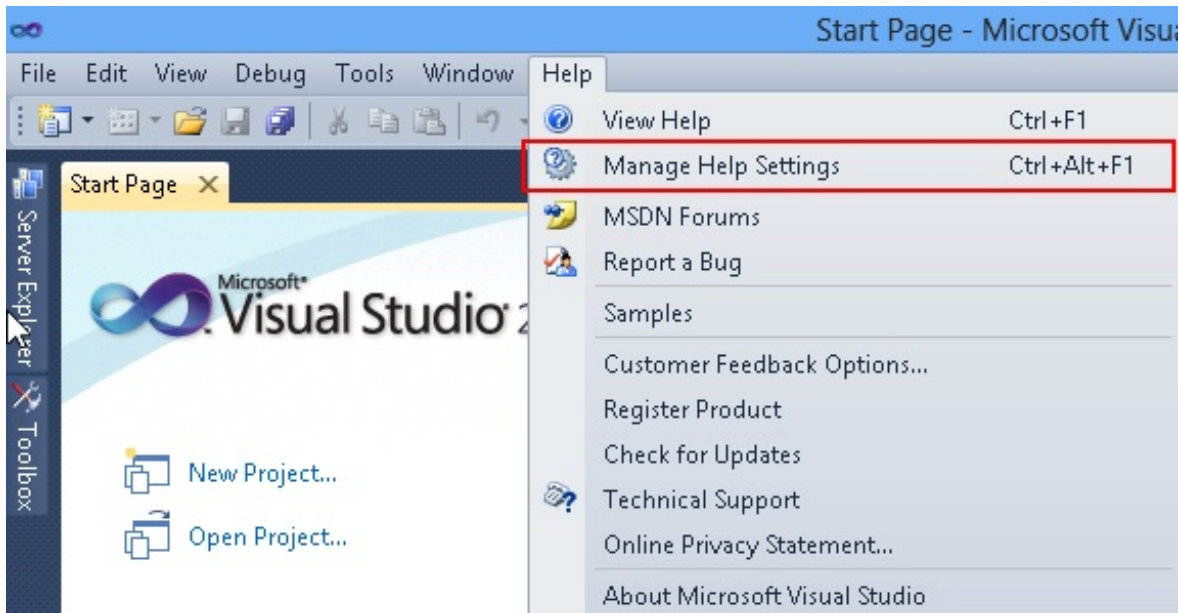 Start Page - Microsoft
File Edit View Debug Tools Window Help
View Help Ctrl+F1
Manage Help Settings Ctrl+Alt+F1
MSDN Forums
Report a Bug
Samples
Customer Feedback Options...
Register Product
Check for Updates
Technical Support
Online Privacy Statement...
About Microsoft Visual Studio
Server Explorer
Toolbox
Start Page
Microsoft
Visual Studio
New Project...
Open Project...